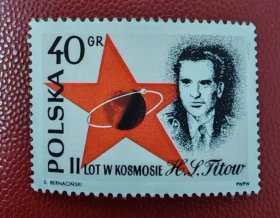 40 GR
POLSKA
II LOT W KOSMOSIE H. S. Titow
S. BERNACIŃSKI
PWPW